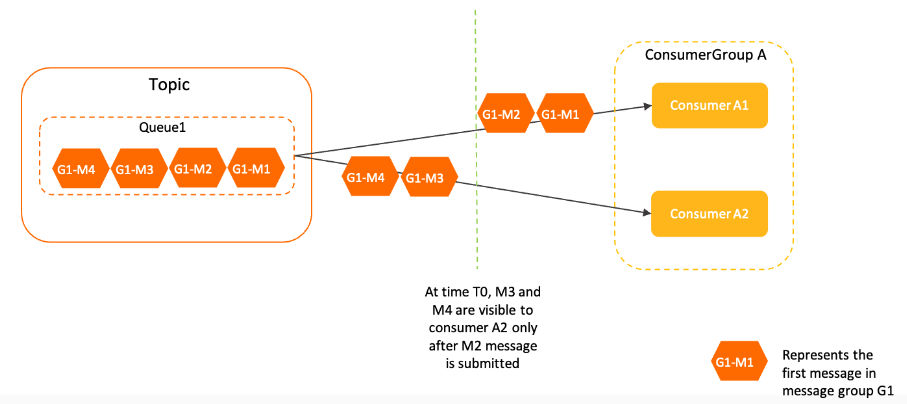 ConsumerGroup A
Topic
Queue1
G1-M4
G1-M3
G1-M2
G1-M1
G1-M2
G1-M1
G1-M4
G1-M3
Consumer A1
Consumer A2
At time T0, M3 and
M4 are visible to
consumer A2 only
after M2 message
is submitted
G1-M1
Represents the
first message in
message group G1